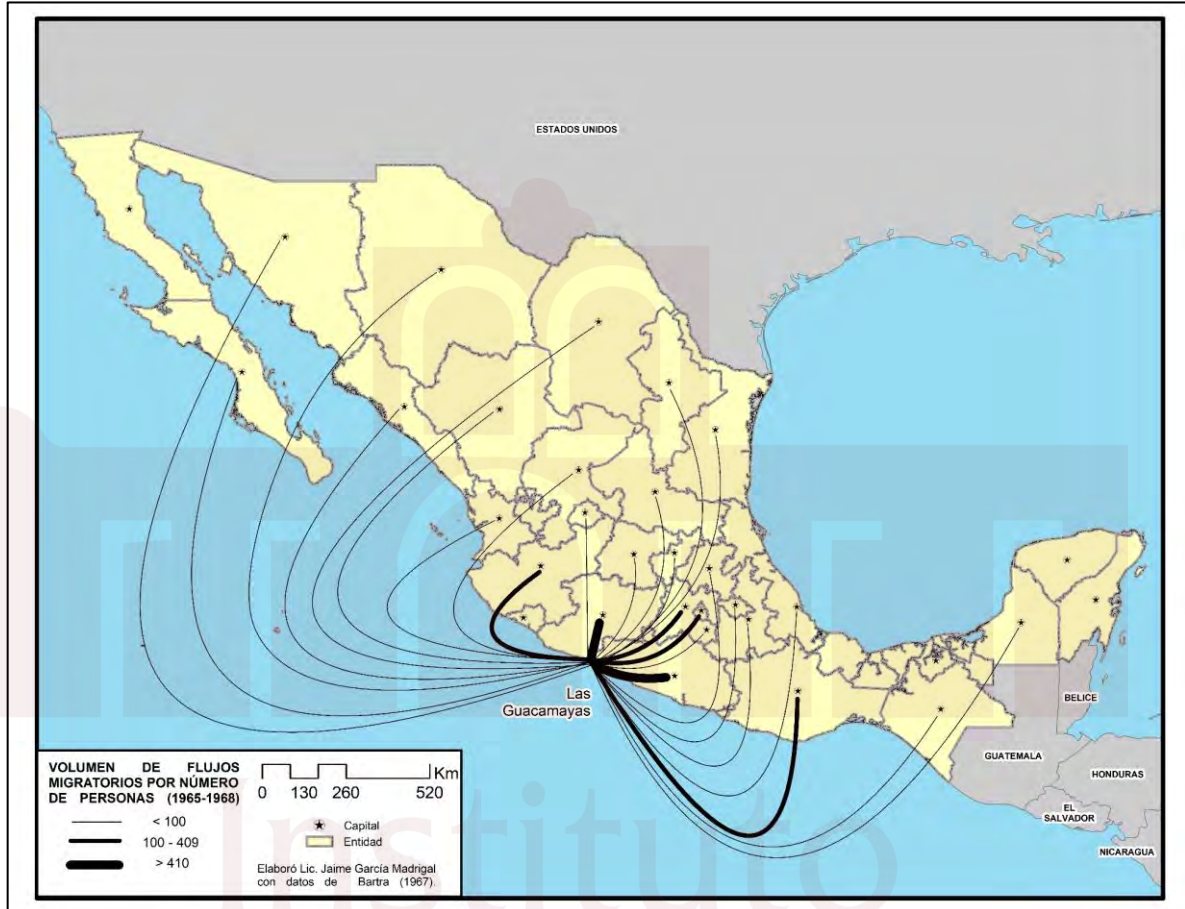 ESTADOS UNIDOS
Las
Guacamayas
BELICE
GUATEMALA
HONDURAS
EL
SALVADOR
NICARAGUA
VOLUMEN DE FLUJOS
MIGRATORIOS POR NÚMERO
DE PERSONAS (1965-1968)
< 100
100 - 409
> 410
Km
0 130 260 520
Capital
Entidad
Elaboró Lic. Jaime García Madrigal
con datos de Bartra (1967).
Instituto